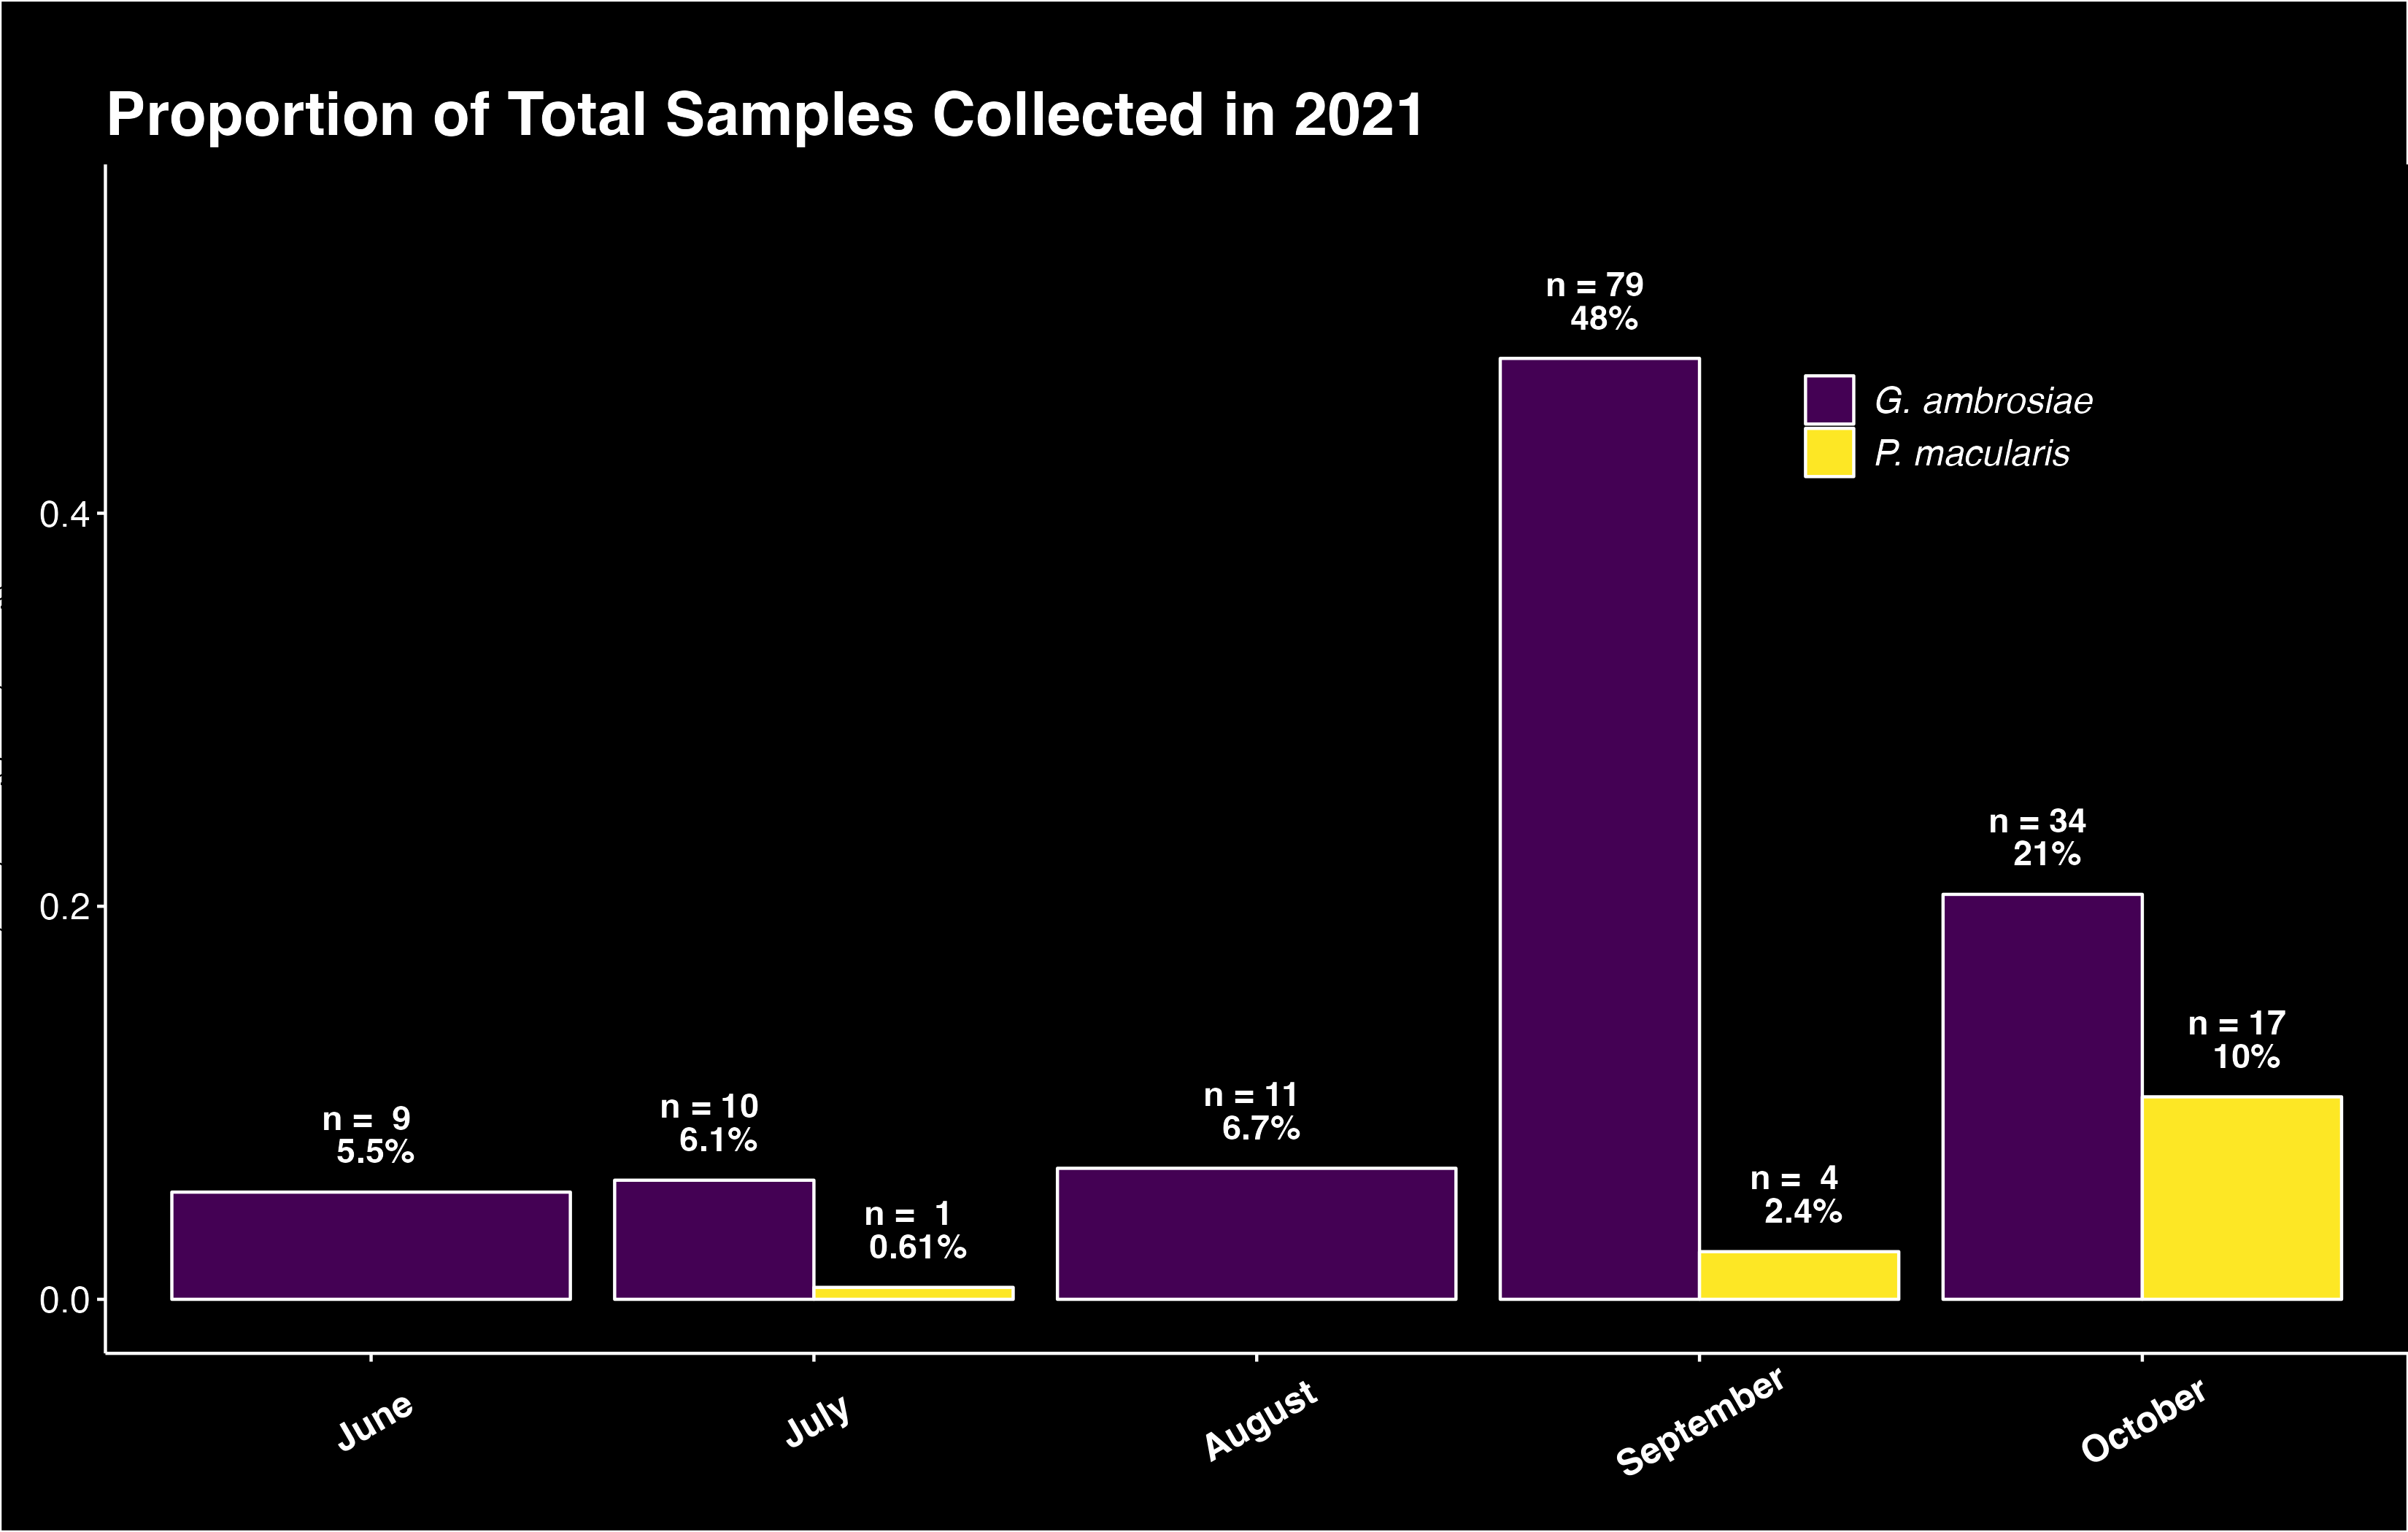 Proportion of Total Samples Collected in 2021
n = 79
48%
G. ambrosiae
P. macularis
0.4
n = 34
21%
0.2
n = 17
10%
n = 11
6.7%
n = 10
6.1%
n = 9
5.5%
n = 4
2.4%
n = 1
0.61%
0.0
June
July
August
September
October